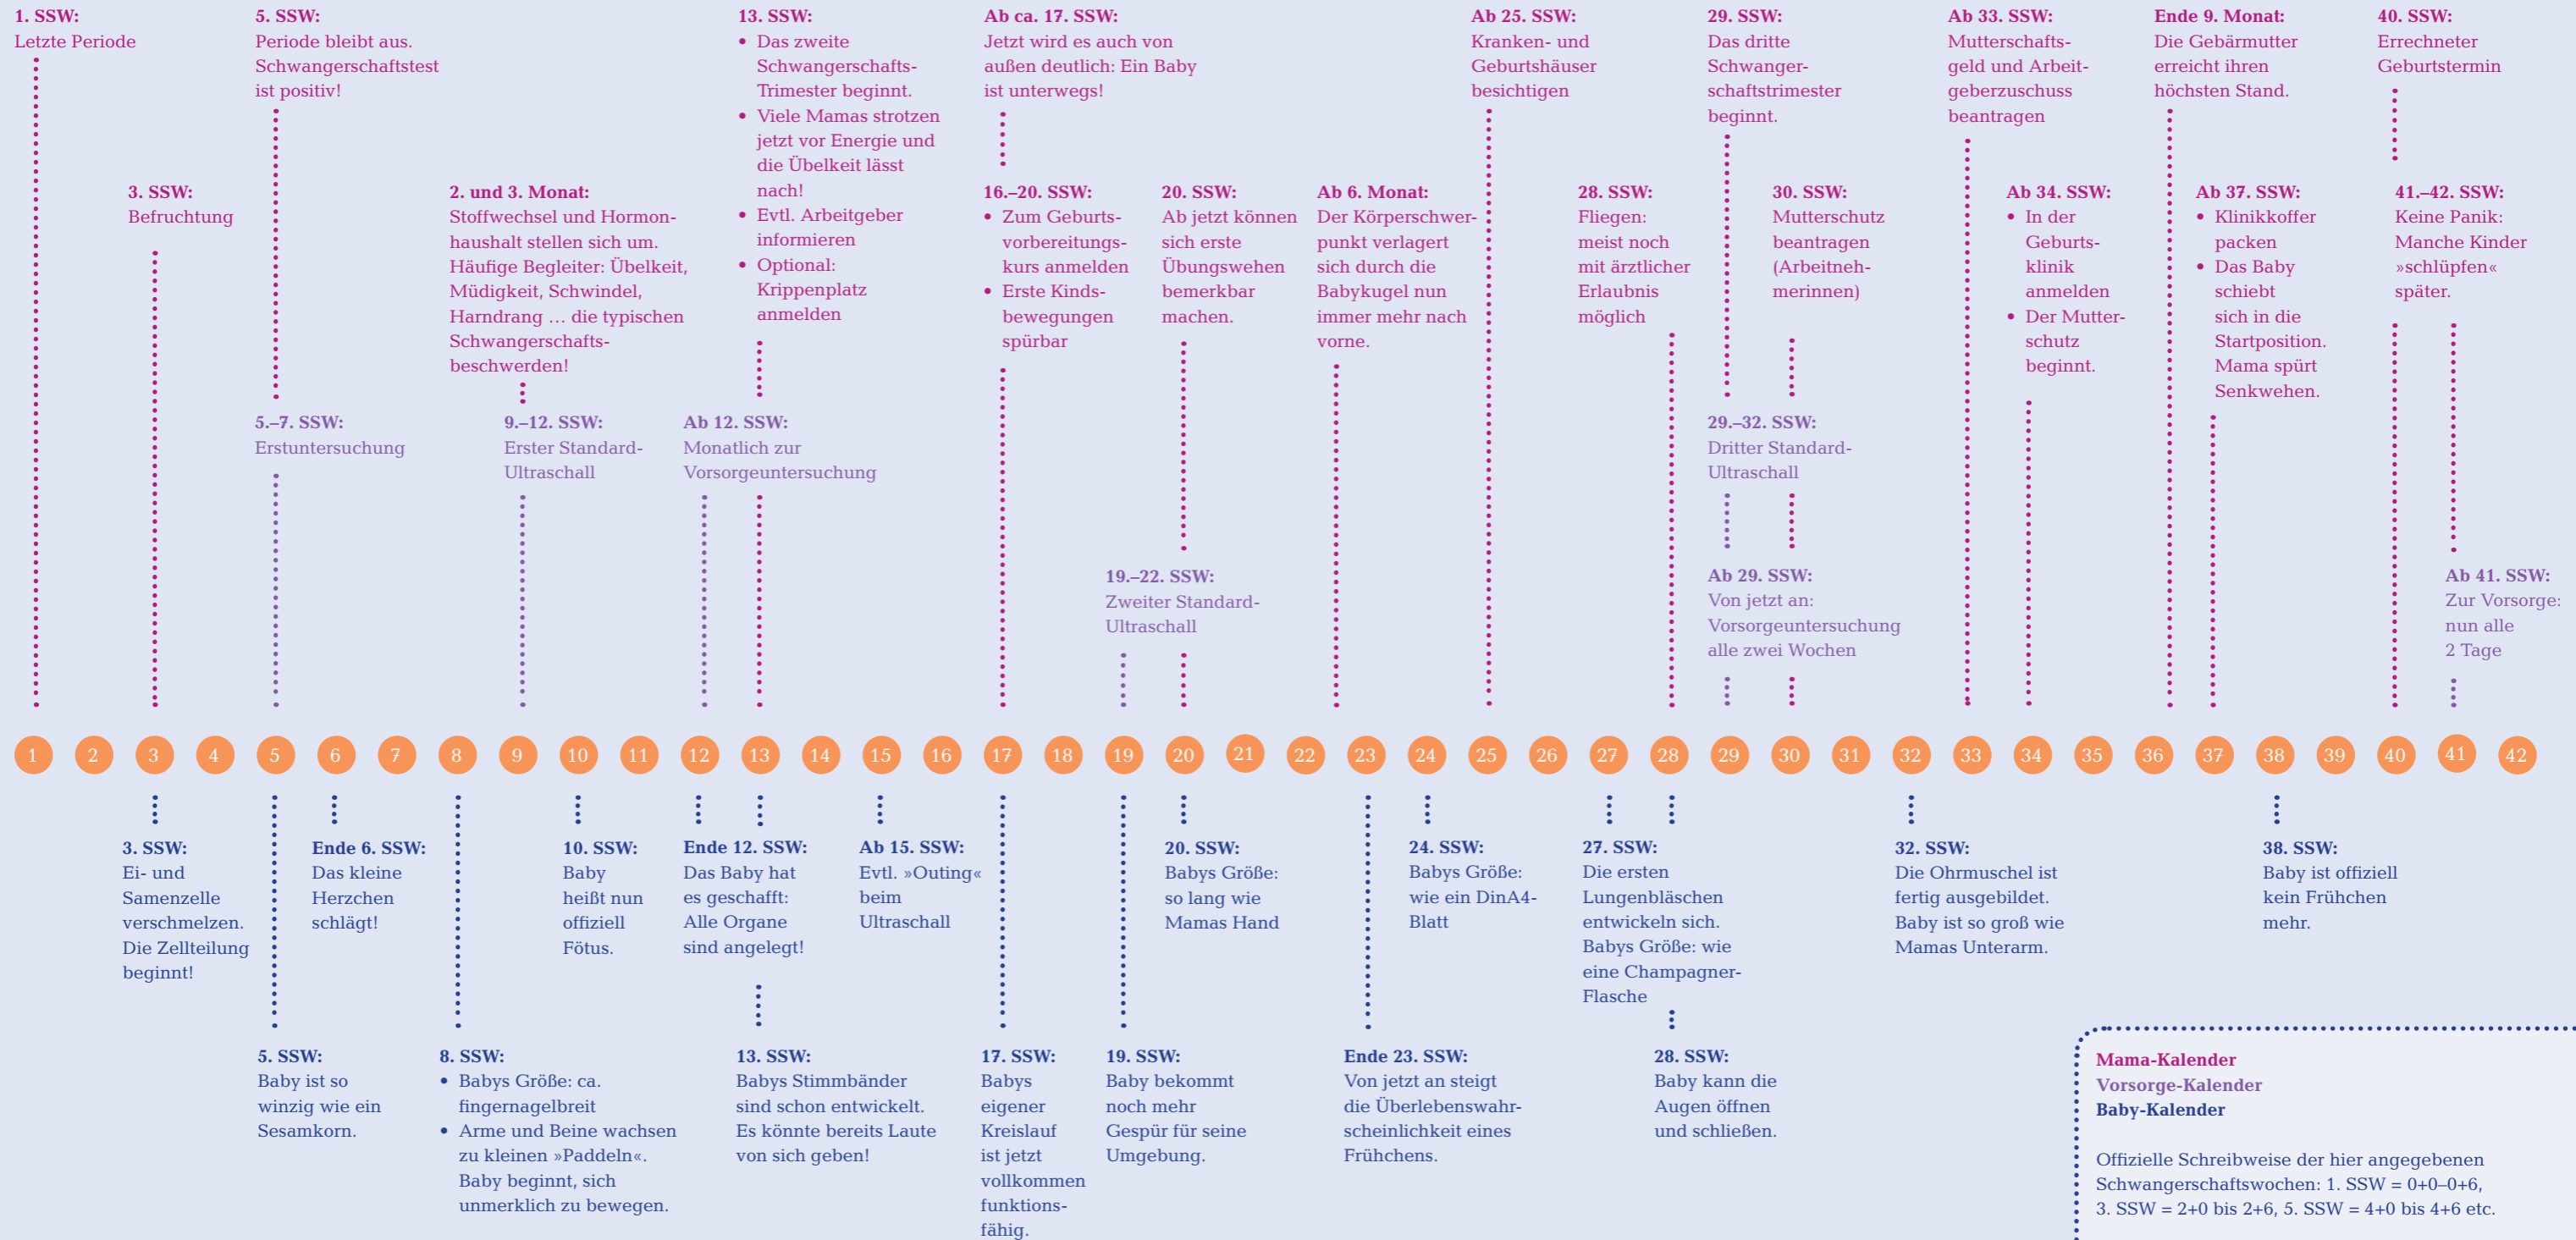 1. SSW:
Letzte Periode
5. SSW:
Periode bleibt aus.
Schwangerschaftstest
ist positiv!
13. SSW:
• Das zweite
Schwangerschafts-
Trimester beginnt.
• Viele Mamas strotzen
jetzt vor Energie und
die Übelkeit lässt
nach!
• Evtl. Arbeitgeber
informieren
• Optional:
Krippenplatz
anmelden
Ab ca. 17. SSW:
Jetzt wird es auch von
außen deutlich: Ein Baby
ist unterwegs!
Ab 25. SSW:
Kranken- und
Geburtshäuser
besichtigen
29. SSW:
Das dritte
Schwanger-
schaftstrimester
beginnt.
Ab 33. SSW:
Mutterschafts-
geld und Arbeit-
geberzuschuss
beantragen
Ende 9. Monat:
Die Gebärmutter
erreicht ihren
höchsten Stand.
40. SSW:
Errechneter
Geburtstermin
3. SSW:
Befruchtung
2. und 3. Monat:
Stoffwechsel und Hormon-
haushalt stellen sich um.
Häufige Begleiter: Übelkeit,
Müdigkeit, Schwindel,
Harndrang … die typischen
Schwangerschafts-
beschwerden!
16.–20. SSW:
• Zum Geburts-
vorbereitungs-
kurs anmelden
• Erste Kinds-
bewegungen
spürbar
20. SSW:
Ab jetzt können
sich erste
Übungswehen
bemerkbar
machen.
Ab 6. Monat:
Der Körperschwer-
punkt verlagert
sich durch die
Babykugel nun
immer mehr nach
vorne.
28. SSW:
Fliegen:
meist noch
mit ärztlicher
Erlaubnis
möglich
30. SSW:
Mutterschutz
beantragen
(Arbeitneh-
merinnen)
Ab 34. SSW:
• In der
Geburts-
klinik
anmelden
• Der Mutter-
schutz
beginnt.
Ab 37. SSW:
• Klinikkoffer
packen
• Das Baby
schiebt
sich in die
Startposition.
Mama spürt
Senkwehen.
41.–42. SSW:
Keine Panik:
Manche Kinder
»schlüpfen«
später.
5.–7. SSW:
Erstuntersuchung
9.–12. SSW:
Erster Standard-
Ultraschall
Ab 12. SSW:
Monatlich zur
Vorsorgeuntersuchung
29.–32. SSW:
Dritter Standard-
Ultraschall
19.–22. SSW:
Zweiter Standard-
Ultraschall
Ab 29. SSW:
Von jetzt an:
Vorsorgeuntersuchung
alle zwei Wochen
Ab 41. SSW:
Zur Vorsorge:
nun alle
2 Tage
1 2 3 4 5 6 7 8 9 10 11 12 13 14 15 16 17 18 19 20 21 22 23 24 25 26 27 28 29 30 31 32 33 34 35 36 37 38 39 40 41 42
3. SSW:
Ei- und
Samenzelle
verschmelzen.
Die Zellteilung
beginnt!
Ende 6. SSW:
Das kleine
Herzchen
schlägt!
10. SSW:
Baby
heißt nun
offiziell
Fötus.
Ende 12. SSW:
Das Baby hat
es geschafft:
Alle Organe
sind angelegt!
Ab 15. SSW:
Evtl. »Outing«
beim
Ultraschall
20. SSW:
Babys Größe:
so lang wie
Mamas Hand
24. SSW:
Babys Größe:
wie ein DinA4-
Blatt
27. SSW:
Die ersten
Lungenbläschen
entwickeln sich.
Babys Größe: wie
eine Champagner-
Flasche
32. SSW:
Die Ohrmuschel ist
fertig ausgebildet.
Baby ist so groß wie
Mamas Unterarm.
38. SSW:
Baby ist offiziell
kein Frühchen
mehr.
5. SSW:
Baby ist so
winzig wie ein
Sesamkorn.
8. SSW:
• Babys Größe: ca.
fingernagelbreit
• Arme und Beine wachsen
zu kleinen »Paddeln«.
Baby beginnt, sich
unmerklich zu bewegen.
13. SSW:
Babys Stimmbänder
sind schon entwickelt.
Es könnte bereits Laute
von sich geben!
17. SSW:
Babys
eigener
Kreislauf
ist jetzt
vollkommen
funktions-
fähig.
19. SSW:
Baby bekommt
noch mehr
Gespür für seine
Umgebung.
Ende 23. SSW:
Von jetzt an steigt
die Überlebenswahr-
scheinlichkeit eines
Frühchens.
28. SSW:
Baby kann die
Augen öffnen
und schließen.
Mama-Kalender
Vorsorge-Kalender
Baby-Kalender
Offizielle Schreibweise der hier angegebenen
Schwangerschaftswochen: 1. SSW = 0+0–0+6,
3. SSW = 2+0 bis 2+6, 5. SSW = 4+0 bis 4+6 etc.